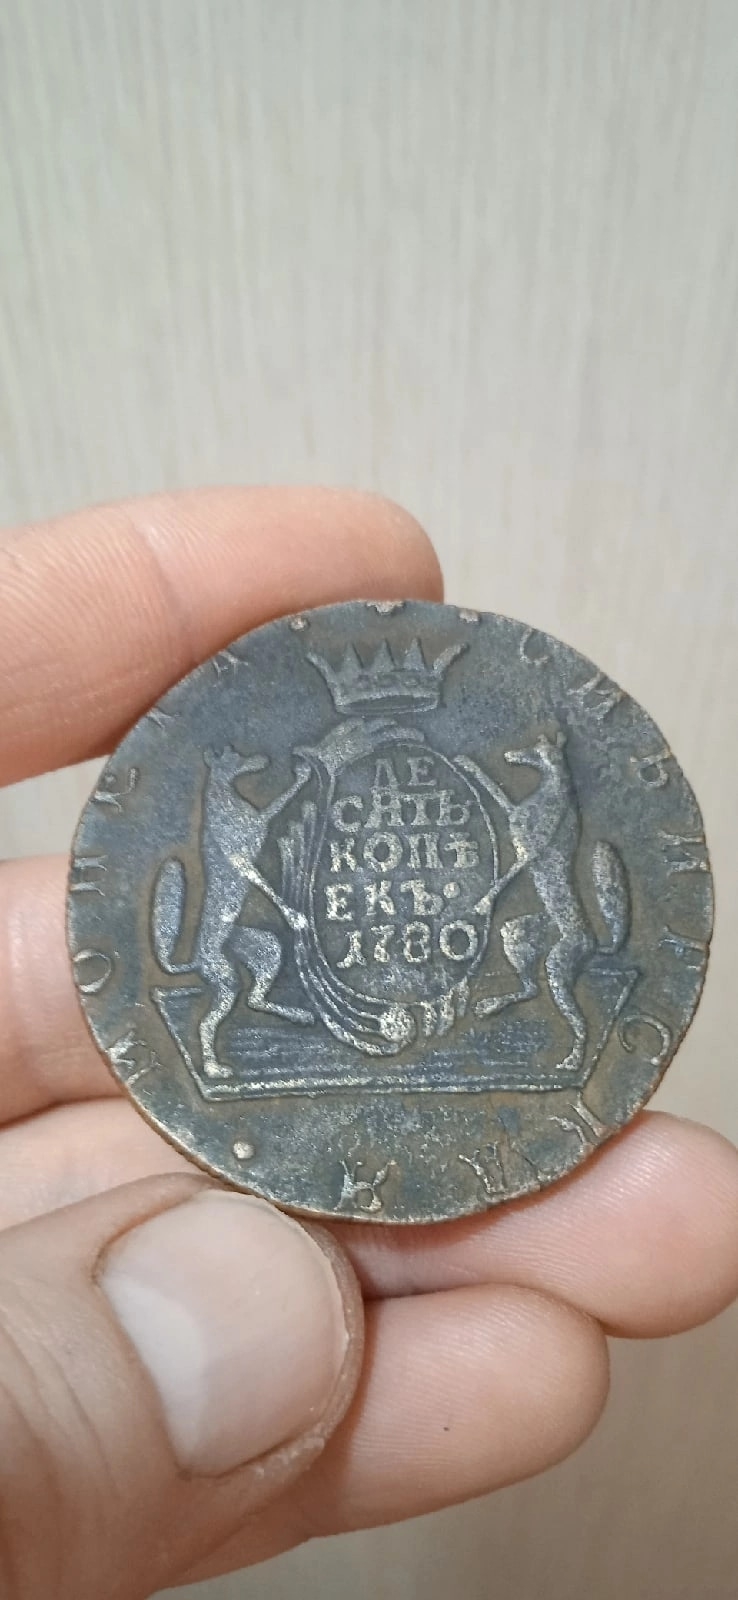 СИБИРСКАЯ
МОНЕТА
ДЕ
СЯТЬ
КОПѢ
ЕКЪ·
1780